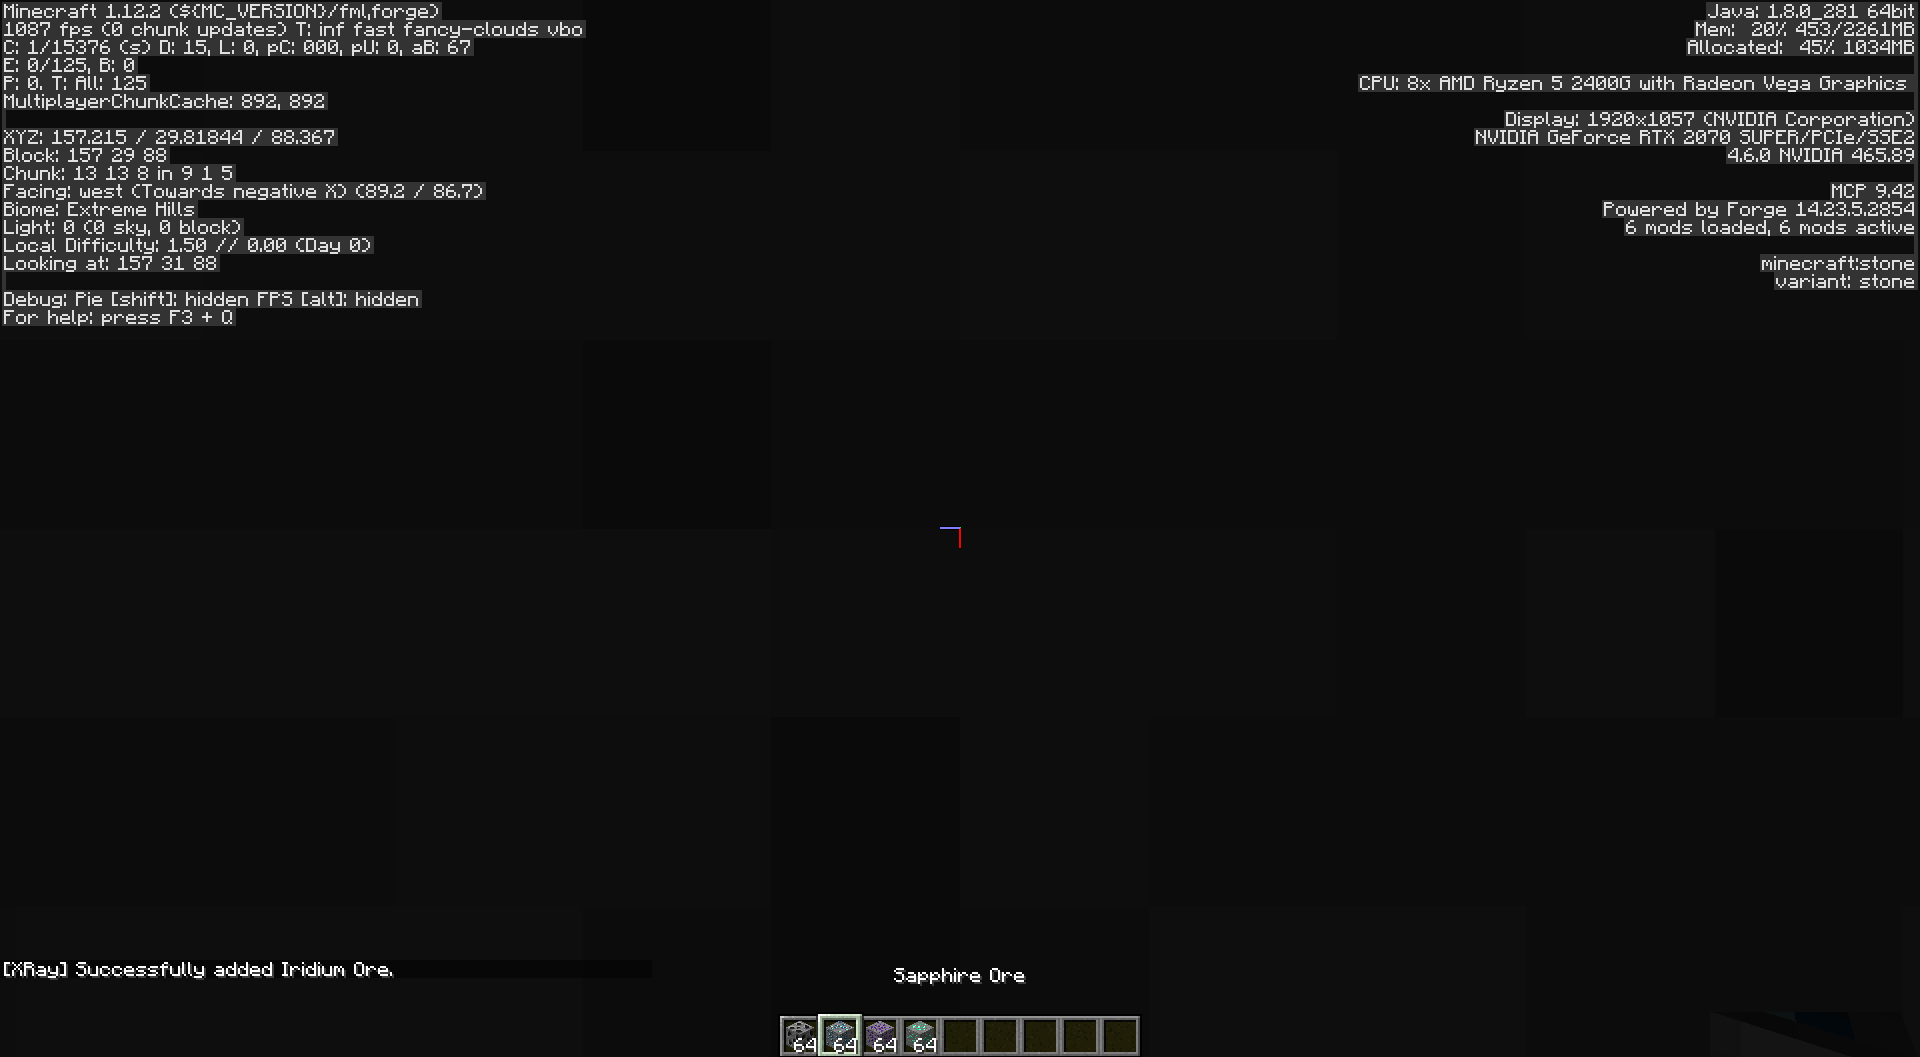 Minecraft 1.12.2 (${MC_VERSION}/fml,forge)
1087 fps (0 chunk updates) T: inf fast fancy-clouds vbo
C: 1/15376 (s) D: 15, L: 0, pC: 000, pU: 0, aB: 67
E: 0/125, B: 0
P: 0. T: All: 125
MultiplayerChunkCache: 892, 892
XYZ: 157.215 / 29.81844 / 88.367
Block: 157 29 88
Chunk: 13 13 8 in 9 1 5
Facing: west (Towards negative X) (89.2 / 86.7)
Biome: Extreme Hills
Light: 0 (0 sky, 0 block)
Local Difficulty: 1.50 // 0.00 (Day 0)
Looking at: 157 31 88
Debug: Pie [shift]: hidden FPS [alt]: hidden
For help: press F3 + Q
Java: 1.8.0_281 64bit
Mem: 20% 453/2261MB
Allocated: 45% 1034MB
CPU: 8x AMD Ryzen 5 2400G with Radeon Vega Graphics
Display: 1920x1057 (NVIDIA Corporation)
NVIDIA GeForce RTX 2070 SUPER/PCIe/SSE2
4.6.0 NVIDIA 465.89
MCP 9.42
Powered by Forge 14.23.5.2854
6 mods loaded, 6 mods active
minecraft:stone
variant: stone
[XRay] Successfully added Iridium Ore.
Sapphire Ore
64 64 64 64